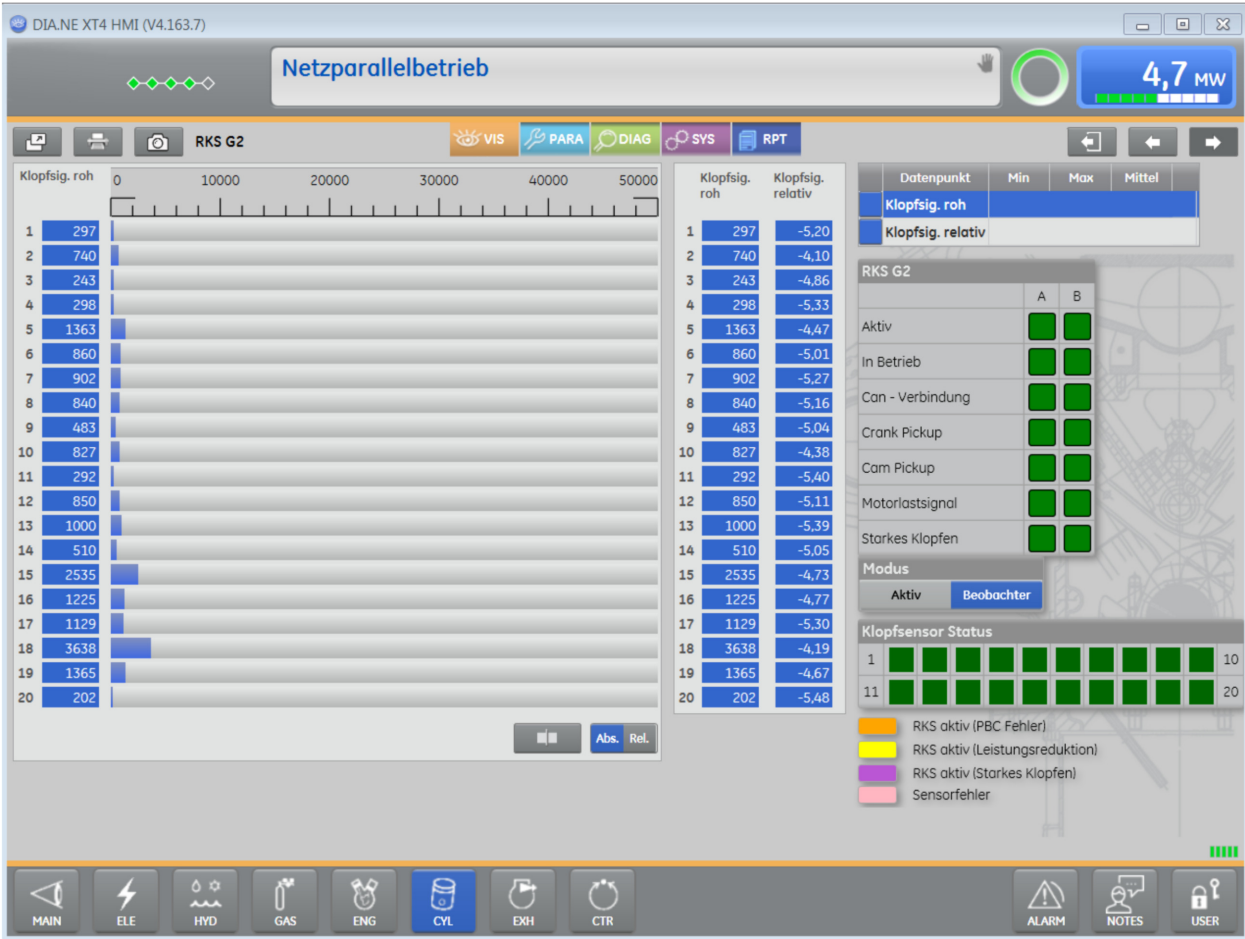 DIA.NE XT4 HMI (V4.163.7)
Netzparallelbetrieb
4,7 MW
RKS G2
VIS PARA DIAG SYS RPT
Klopfsig. roh 0 10000 20000 30000 40000 50000
1 297
2 740
3 243
4 298
5 1363
6 860
7 902
8 840
9 483
10 827
11 292
12 850
13 1000
14 510
15 2535
16 1225
17 1129
18 3638
19 1365
20 202
Abs. Rel.
Klopfsig. Klopfsig.
roh relativ
1 297 -5,20
2 740 -4,10
3 243 -4,86
4 298 -5,33
5 1363 -4,47
6 860 -5,01
7 902 -5,27
8 840 -5,16
9 483 -5,04
10 827 -4,38
11 292 -5,40
12 850 -5,11
13 1000 -5,39
14 510 -5,05
15 2535 -4,73
16 1225 -4,77
17 1129 -5,30
18 3638 -4,19
19 1365 -4,67
20 202 -5,48
Datenpunkt Min Max Mittel
Klopfsig. roh
Klopfsig. relativ
RKS G2
A B
Aktiv
In Betrieb
Can - Verbindung
Crank Pickup
Cam Pickup
Motorlastsignal
Starkes Klopfen
Modus
Aktiv Beobachter
Klopfsensor Status
1 10
11 20
RKS aktiv (PBC Fehler)
RKS aktiv (Leistungsreduktion)
RKS aktiv (Starkes Klopfen)
Sensorfehler
MAIN ELE HYD GAS ENG CYL EXH CTR ALARM NOTES USER